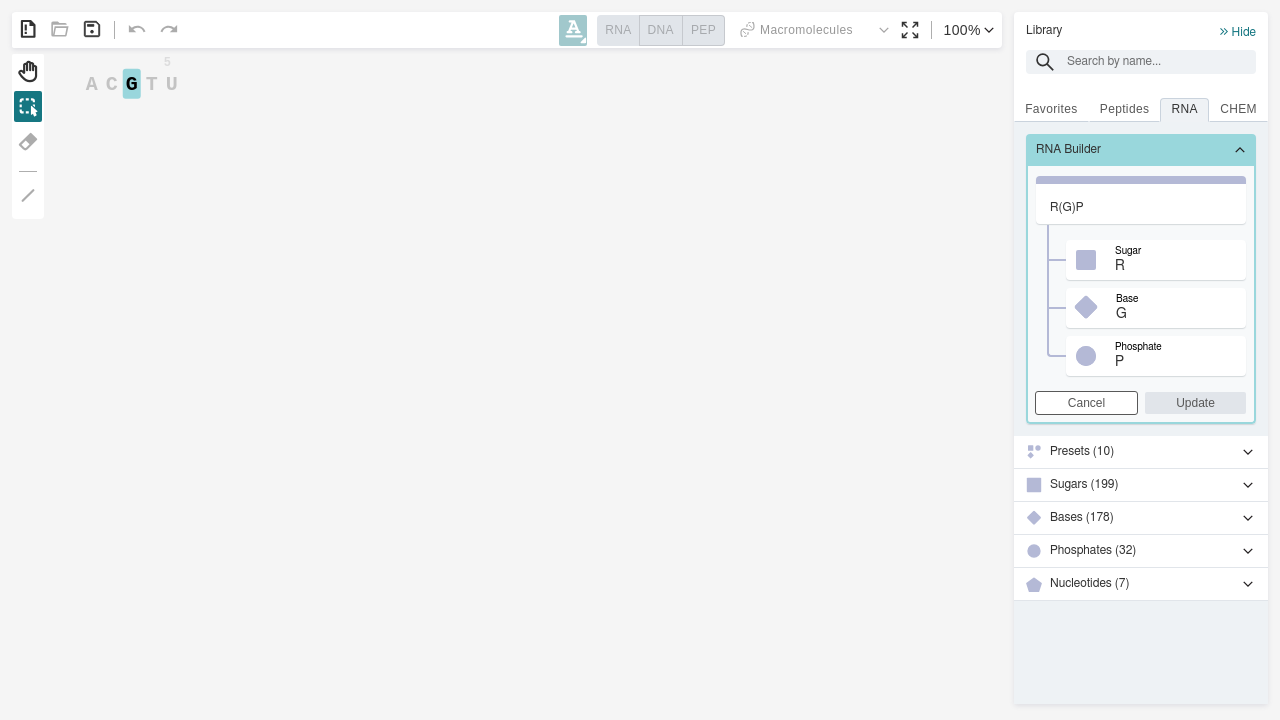 A RNA DNA PEP Macromolecules 100%
5
A C G T U
Library
Hide
Search by name...
Favorites Peptides RNA CHEM
RNA Builder
R(G)P
Sugar
R
Base
G
Phosphate
P
Cancel Update
Presets (10)
Sugars (199)
Bases (178)
Phosphates (32)
Nucleotides (7)